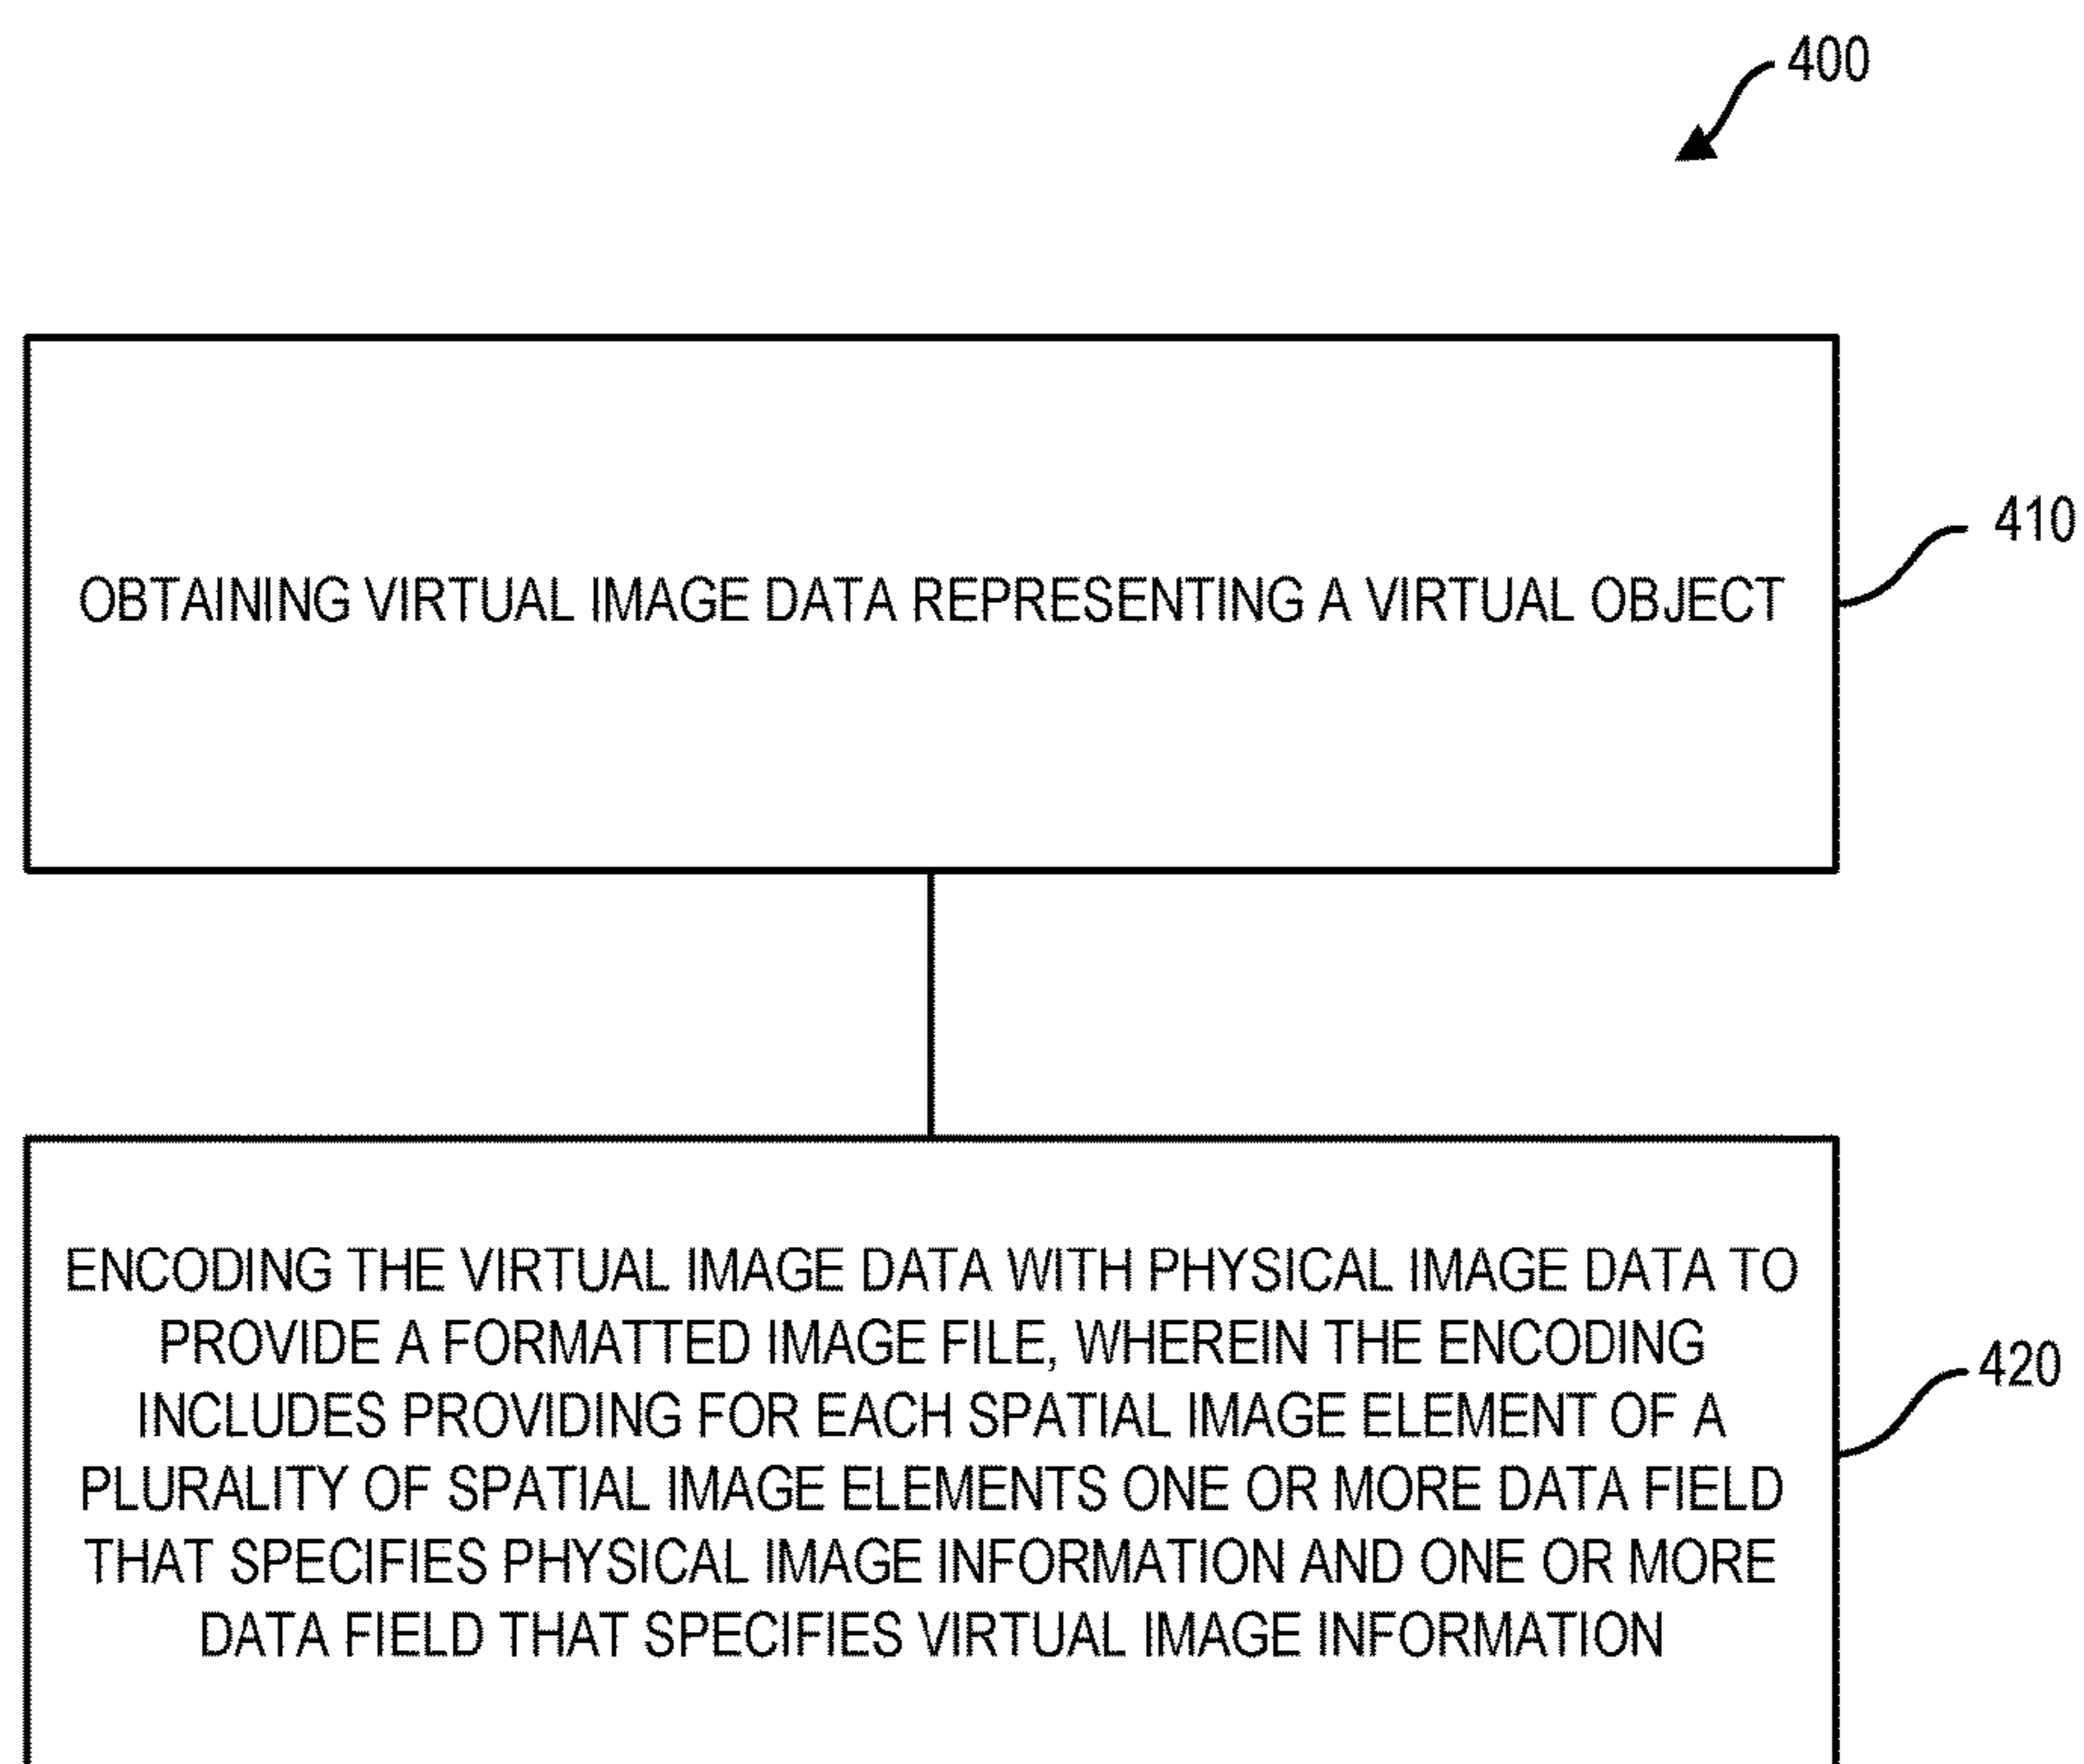 400
OBTAINING VIRTUAL IMAGE DATA REPRESENTING A VIRTUAL OBJECT
410
ENCODING THE VIRTUAL IMAGE DATA WITH PHYSICAL IMAGE DATA TO
PROVIDE A FORMATTED IMAGE FILE, WHEREIN THE ENCODING
INCLUDES PROVIDING FOR EACH SPATIAL IMAGE ELEMENT OF A
PLURALITY OF SPATIAL IMAGE ELEMENTS ONE OR MORE DATA FIELD
THAT SPECIFIES PHYSICAL IMAGE INFORMATION AND ONE OR MORE
DATA FIELD THAT SPECIFIES VIRTUAL IMAGE INFORMATION
420